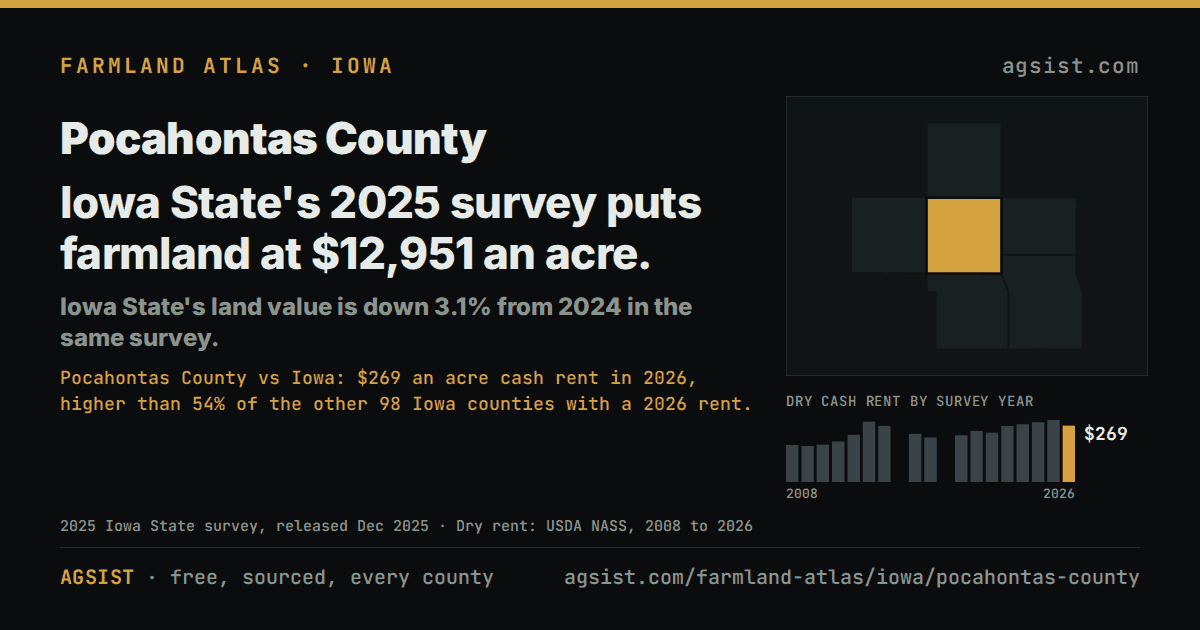 FARMLAND ATLAS · IOWA
agsist.com
Pocahontas County
Iowa State's 2025 survey puts
farmland at $12,951 an acre.
Iowa State's land value is down 3.1% from 2024 in the
same survey.
Pocahontas County vs Iowa: $269 an acre cash rent in 2026,
higher than 54% of the other 98 Iowa counties with a 2026 rent.
DRY CASH RENT BY SURVEY YEAR
$269
2008
2026
2025 Iowa State survey, released Dec 2025 · Dry rent: USDA NASS, 2008 to 2026
AGSIST · free, sourced, every county
agsist.com/farmland-atlas/iowa/pocahontas-county